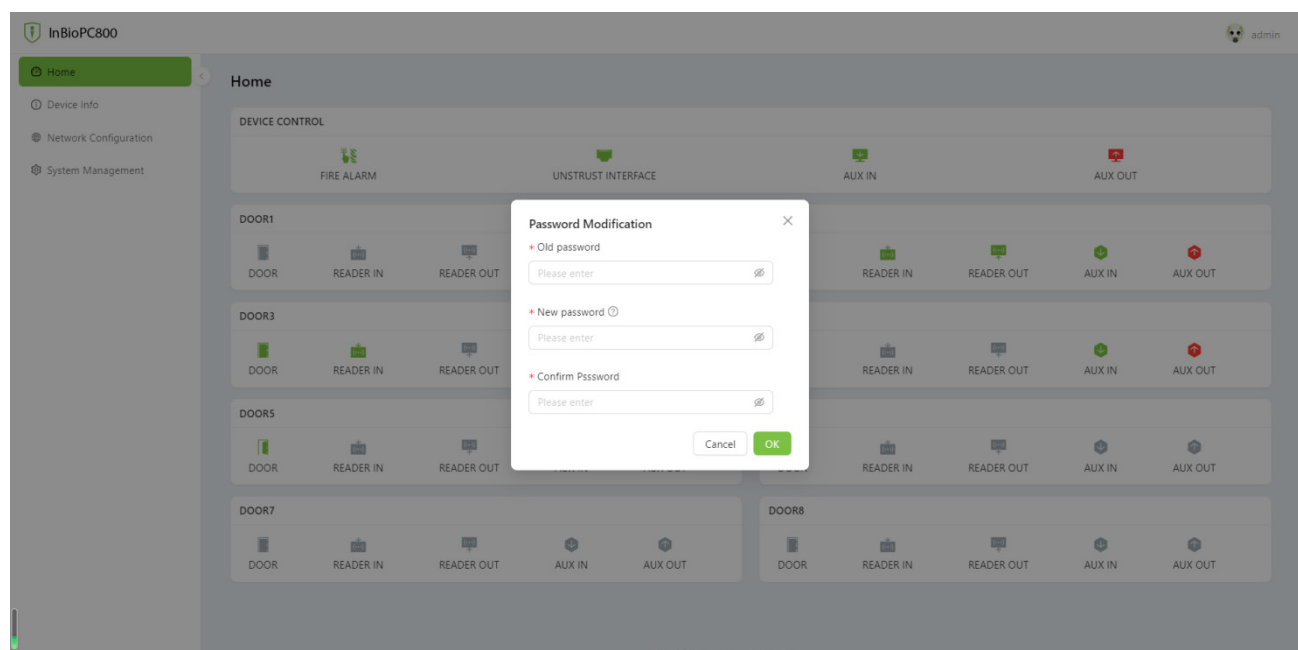 InBioPC800
admin
Home
Device Info
Network Configuration
System Management
Home
DEVICE CONTROL
FIRE ALARM UNSTRUST INTERFACE AUX IN AUX OUT
DOOR1
DOOR READER IN READER OUT READER IN READER OUT AUX IN AUX OUT
DOOR3
DOOR READER IN READER OUT READER IN READER OUT AUX IN AUX OUT
DOOR5
DOOR READER IN READER OUT READER IN READER OUT AUX IN AUX OUT
DOOR7 DOOR8
DOOR READER IN READER OUT AUX IN AUX OUT DOOR READER IN READER OUT AUX IN AUX OUT
Password Modification
* Old password
Please enter
* New password
Please enter
* Confirm Pssword
Please enter
Cancel OK